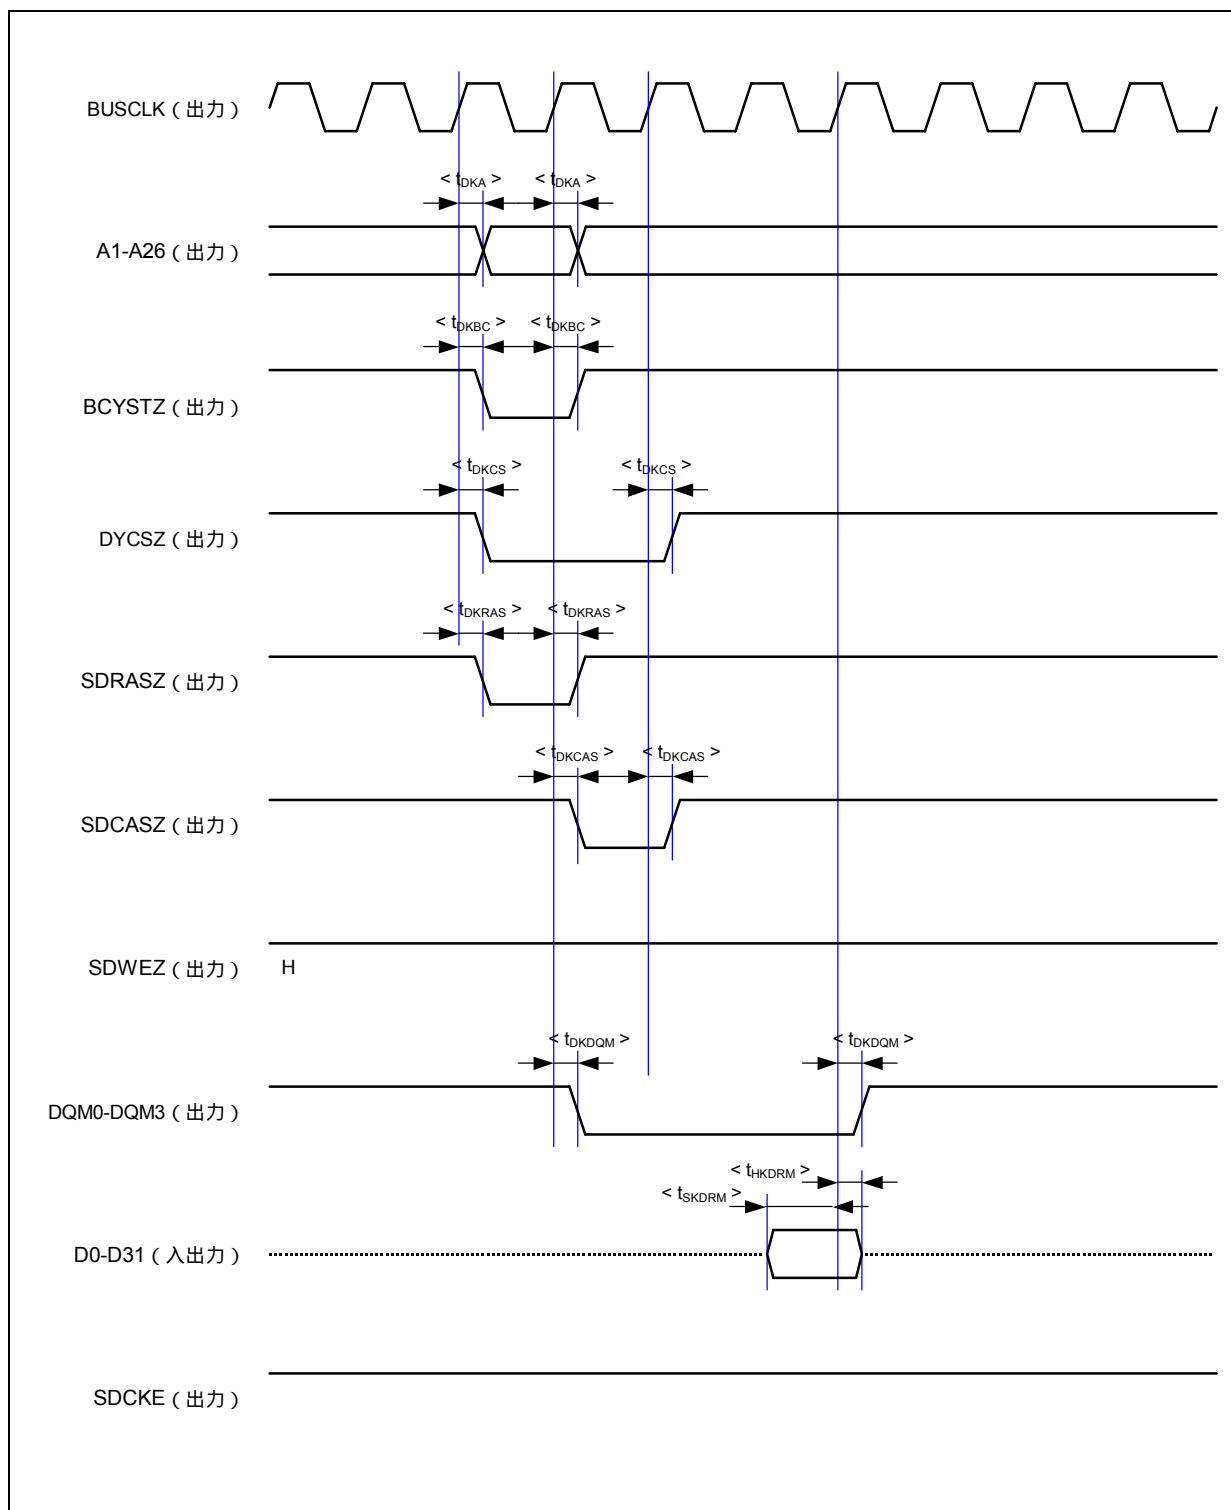 BUSCLK（出力）
< tDKA > < tDKA >
A1-A26（出力）
< tDKBC > < tDKBC >
BCYSTZ（出力）
< tDKCS > < tDKCS >
DYCSZ（出力）
< tDKRAS > < tDKRAS >
SDRASZ（出力）
< tDKCAS > < tDKCAS >
SDCASZ（出力）
SDWEZ（出力） H
< tDKDQM > < tDKDQM >
DQM0-DQM3（出力）
< tHKDRM >
< tSKDRM >
D0-D31（入出力）
SDCKE（出力）